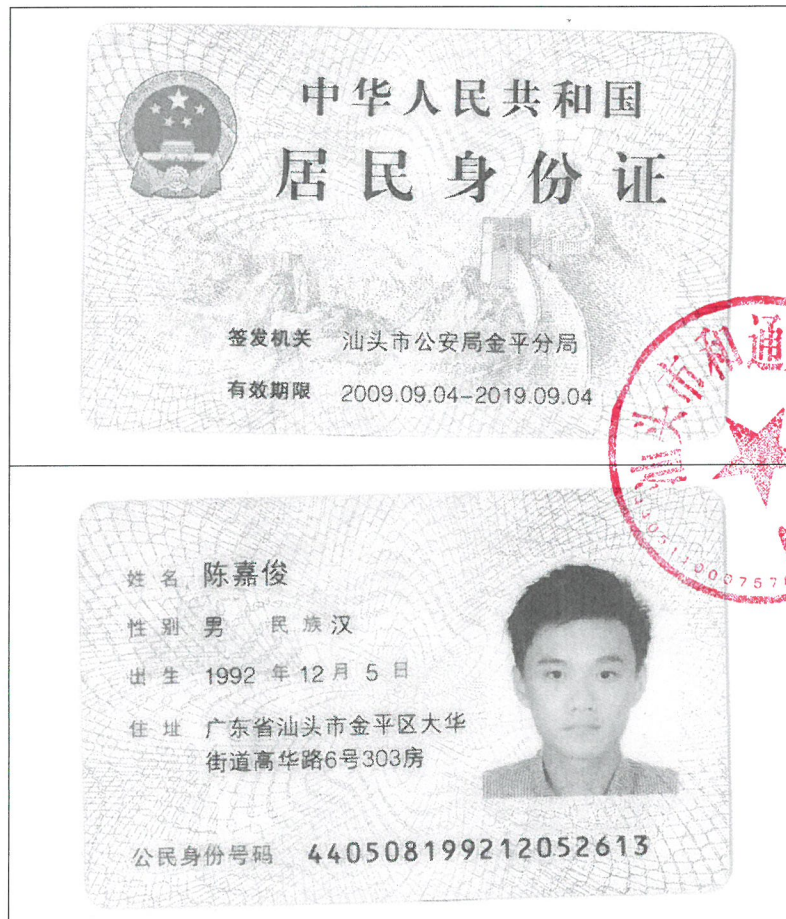 中华人民共和国
居民身份证
签发机关 汕头市公安局金平分局
有效期限 2009.09.04-2019.09.04
汕头市和通
姓名 陈嘉俊
性别 男 民族 汉
出生 1992 年 12 月 5 日
住址 广东省汕头市金平区大华
街道高华路6号303房
公民身份号码 440508199212052613